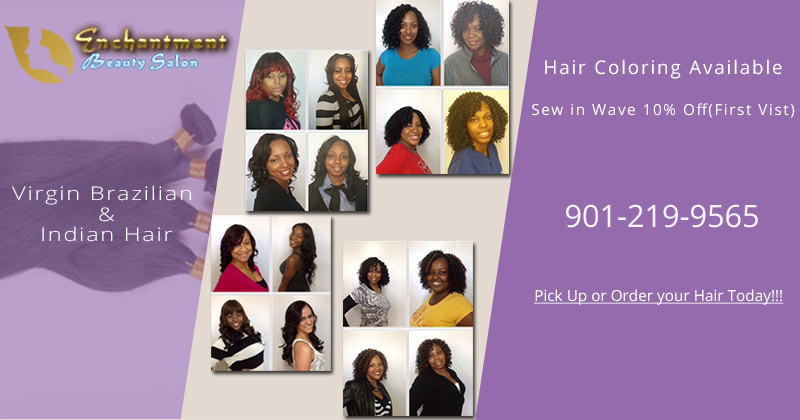 Enchantment
Beauty Salon
Virgin Brazilian
&
Indian Hair
Hair Coloring Available
Sew in Wave 10% Off(First Vist)
901-219-9565
Pick Up or Order your Hair Today!!!